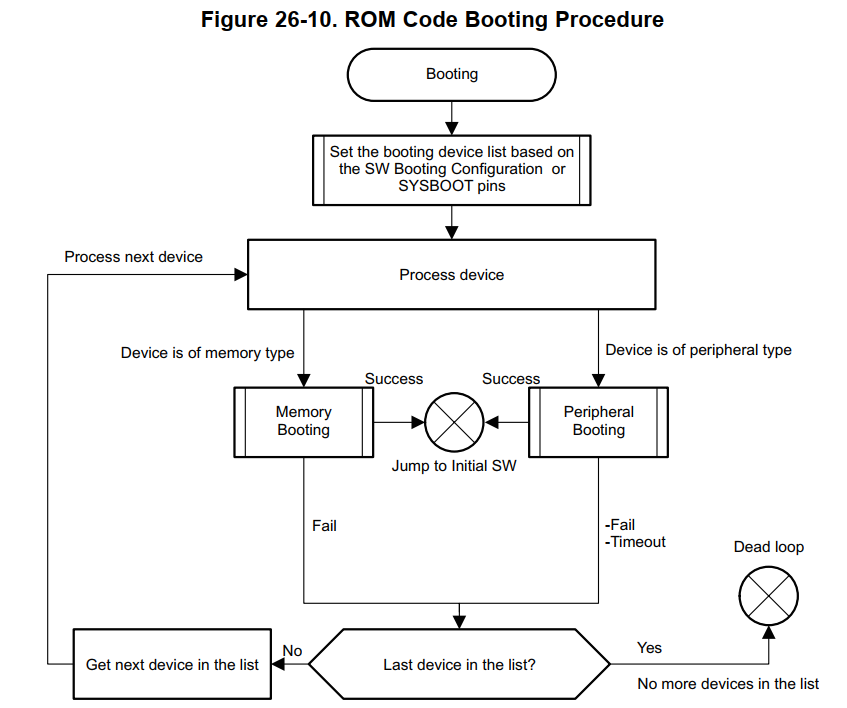 Figure 26-10. ROM Code Booting Procedure
Booting
Set the booting device list based on
the SW Booting Configuration or
SYSBOOT pins
Process next device
Process device
Device is of memory type
Device is of peripheral type
Success
Success
Memory
Booting
Peripheral
Booting
Jump to Initial SW
Fail
-Fail
-Timeout
Dead loop
No
Yes
Get next device in the list
Last device in the list?
No more devices in the list